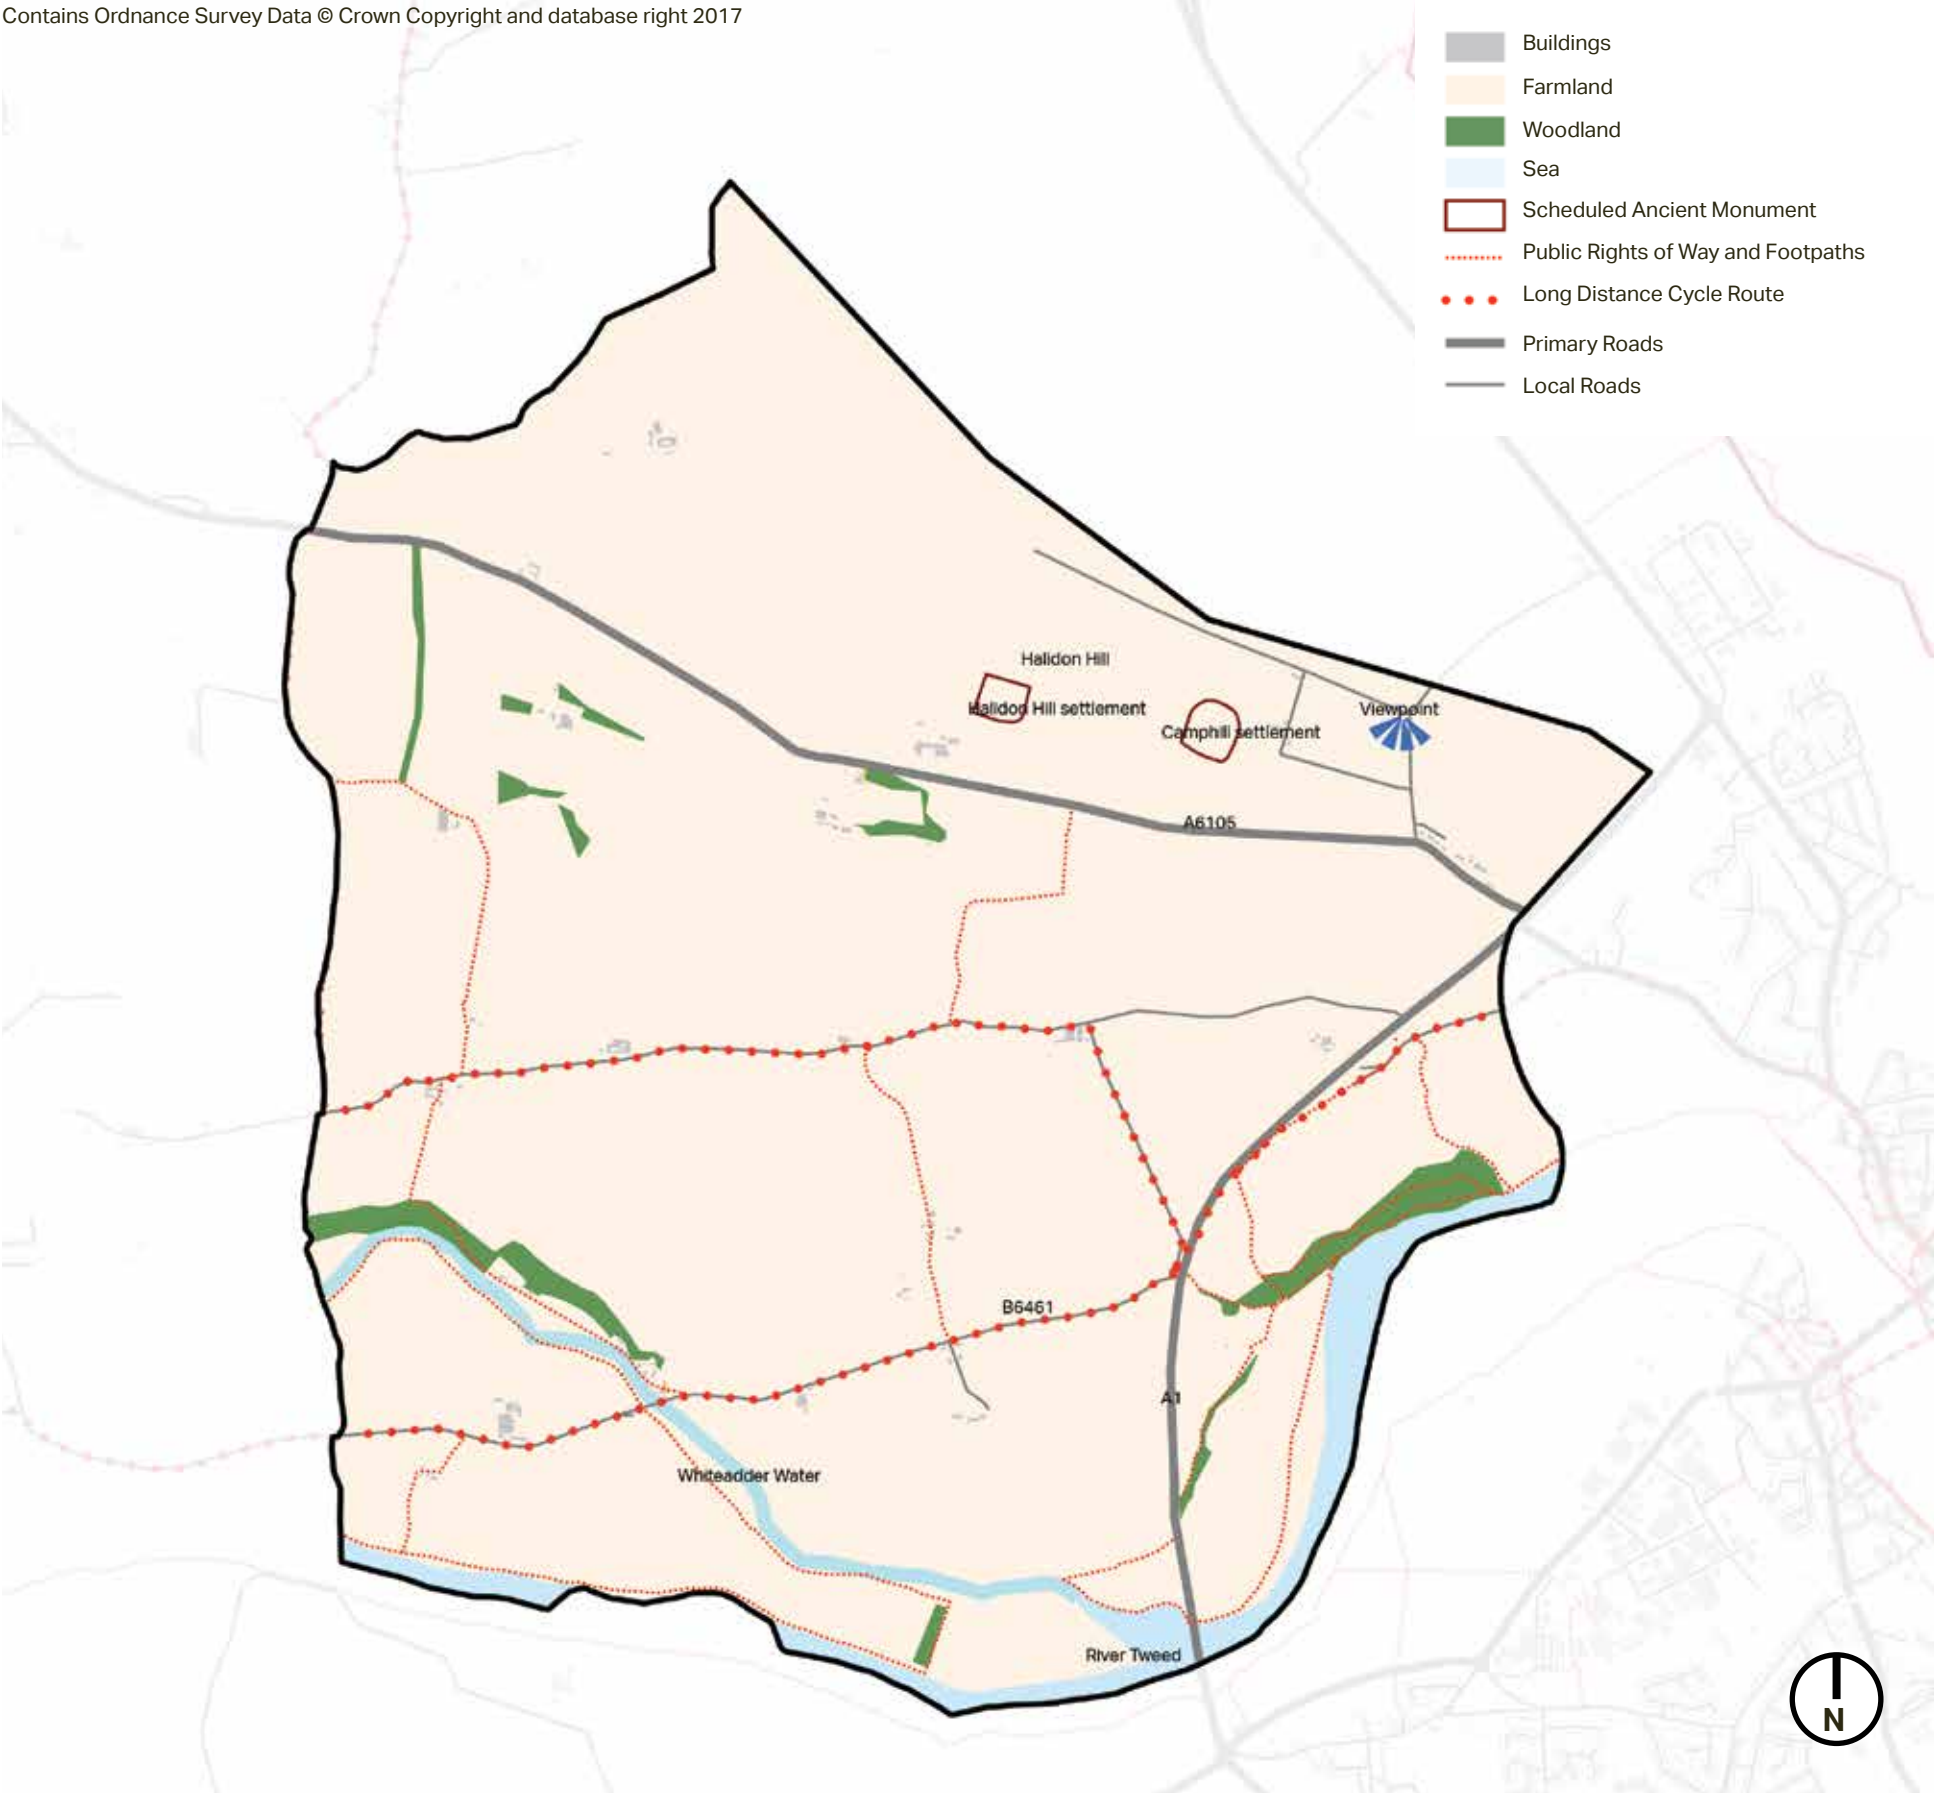 Contains Ordnance Survey Data © Crown Copyright and database right 2017
Buildings
Farmland
Woodland
Sea
Scheduled Ancient Monument
Public Rights of Way and Footpaths
Long Distance Cycle Route
Primary Roads
Local Roads
Halidon Hill
Halidon Hill settlement
Camphill settlement
Viewpoint
A6105
B6461
A1
Whiteadder Water
River Tweed
N